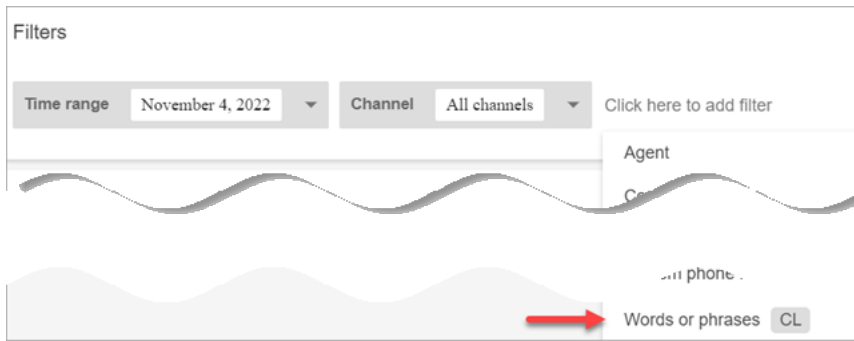 Filters
Time range November 4, 2022 Channel All channels Click here to add filter
Agent
phone
Words or phrases CL